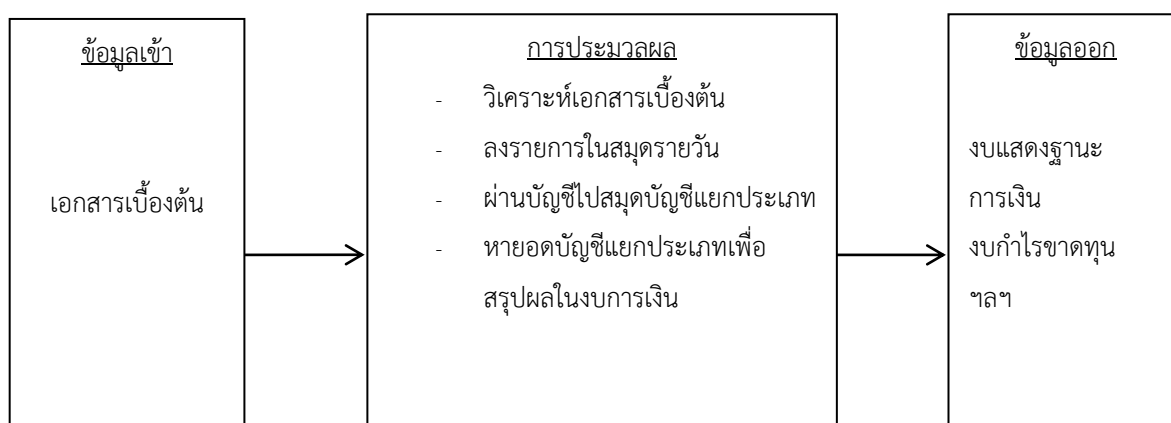 ข้อมูลเข้า
เอกสารเบื้องต้น
การประมวลผล
- วิเคราะห์เอกสารเบื้องต้น
- ลงรายการในสมุดรายวัน
- ผ่านบัญชีไปสมุดบัญชีแยกประเภท
- หายอดบัญชีแยกประเภทเพื่อ
สรุปผลในงบการเงิน
ข้อมูลออก
งบแสดงฐานะ
การเงิน
งบกำไรขาดทุน
ฯลฯ